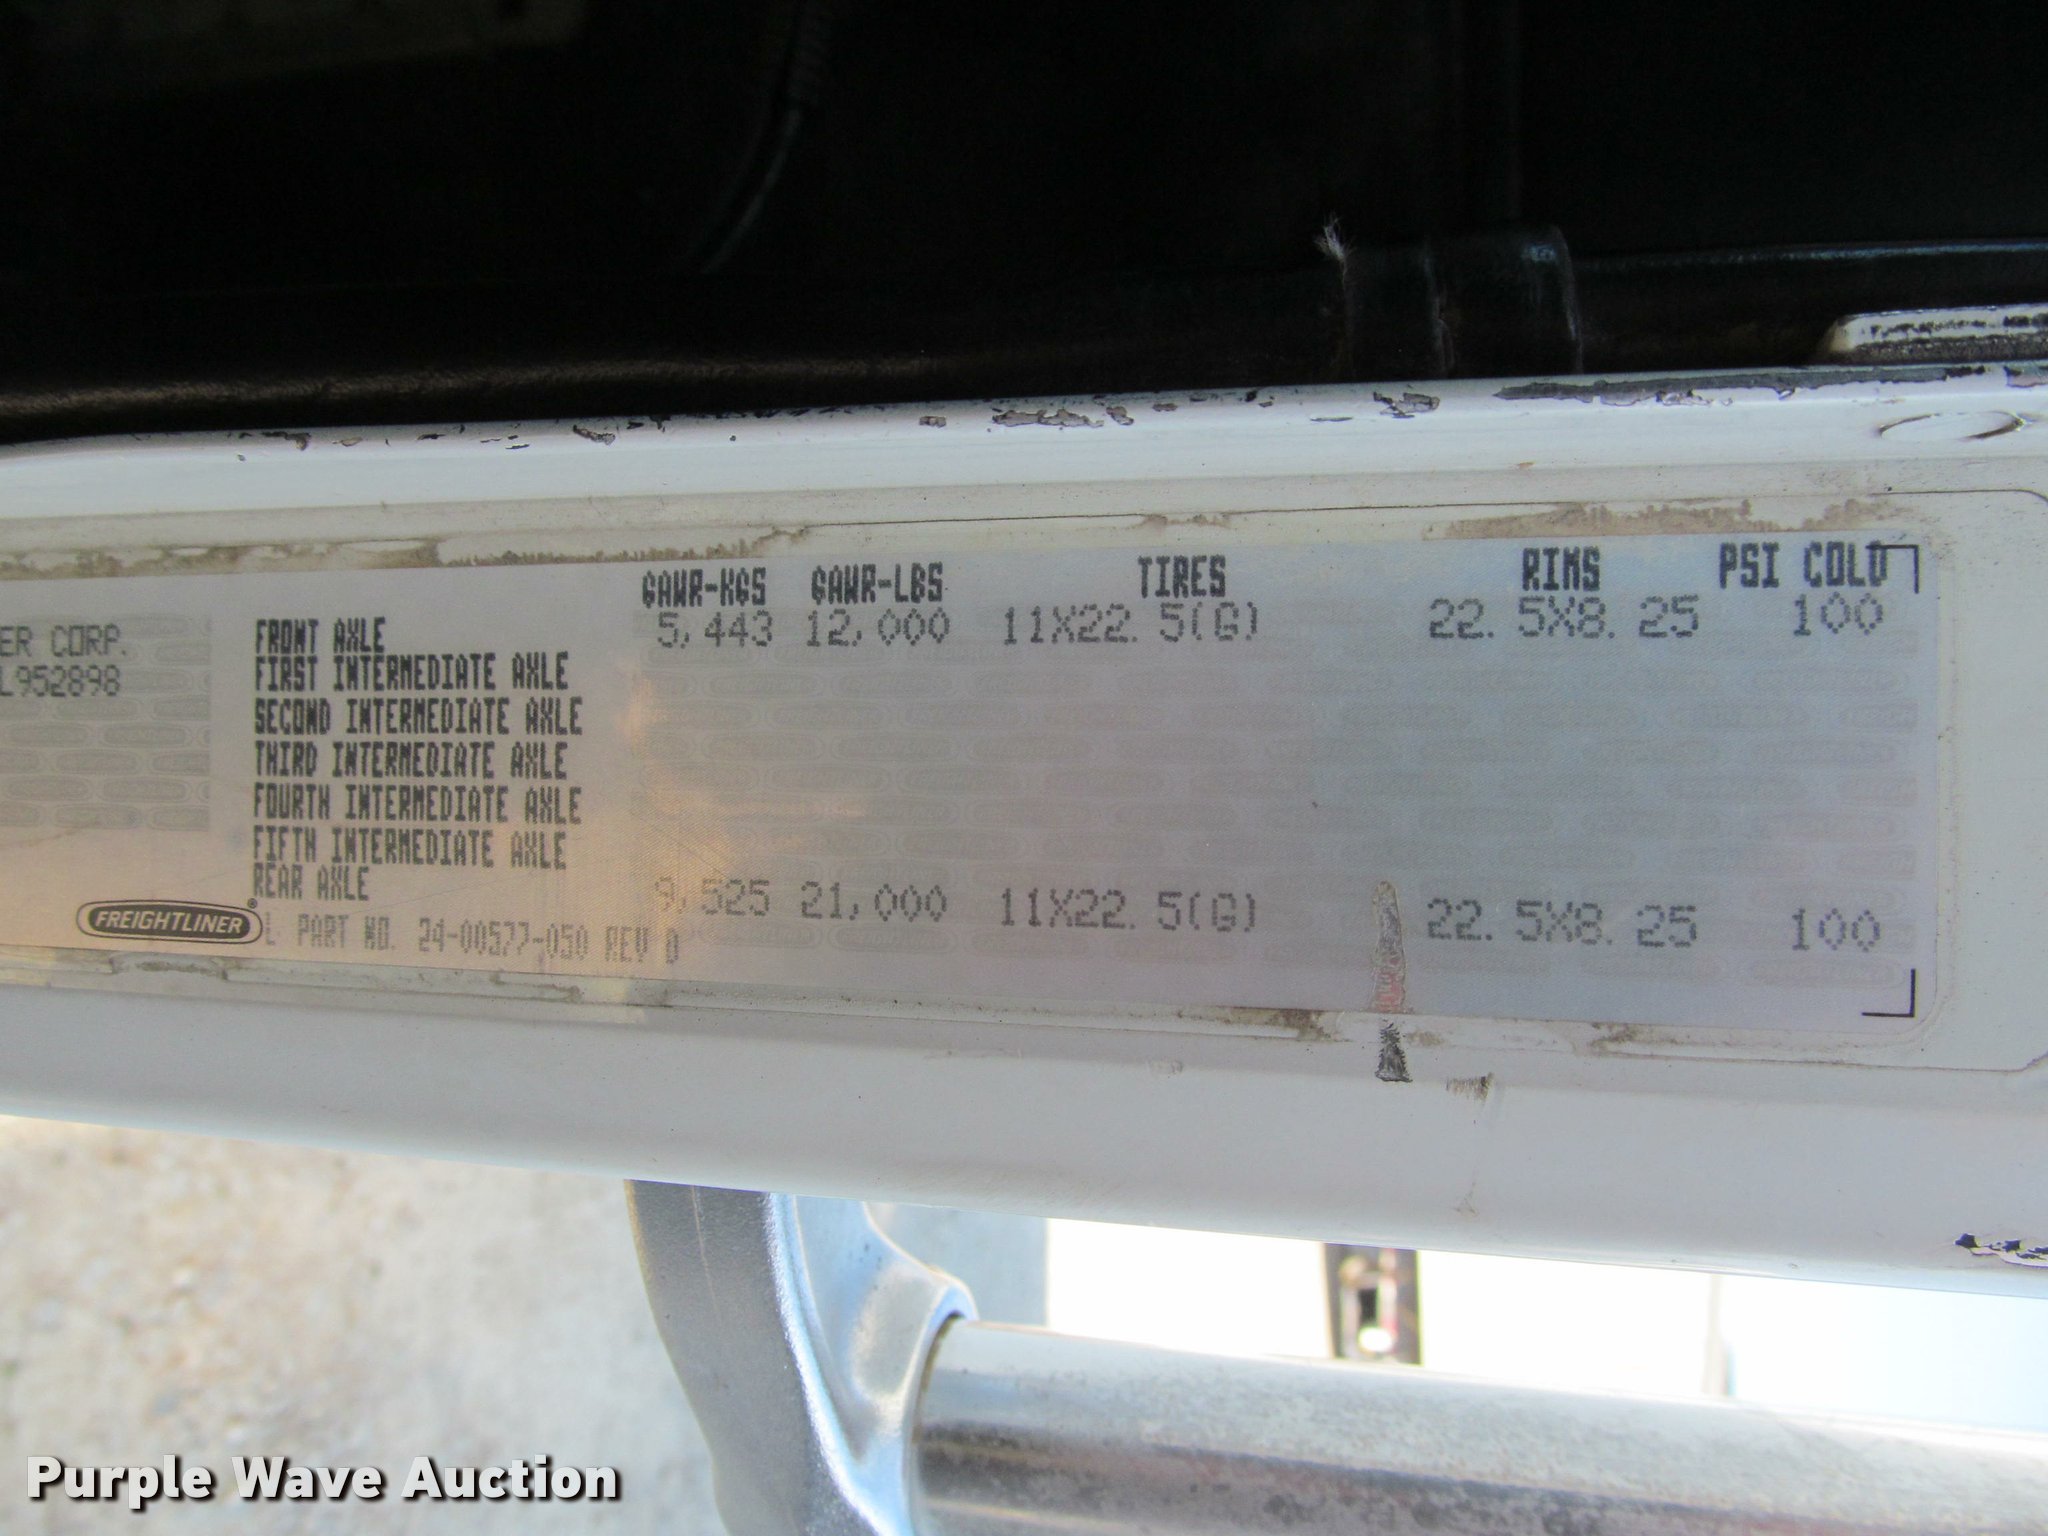 GAWR-KGS GAWR-LBS TIRES RIMS PSI COLD
ER CORP.
L952898
FRONT AXLE 5,443 12,000 11X22.5(G) 22.5X8.25 100
FIRST INTERMEDIATE AXLE
SECOND INTERMEDIATE AXLE
THIRD INTERMEDIATE AXLE
FOURTH INTERMEDIATE AXLE
FIFTH INTERMEDIATE AXLE
REAR AXLE 9,525 21,000 11X22.5(G) 22.5X8.25 100
FREIGHTLINER®
L PART NO. 24-00577-050 REV D
Purple Wave Auction